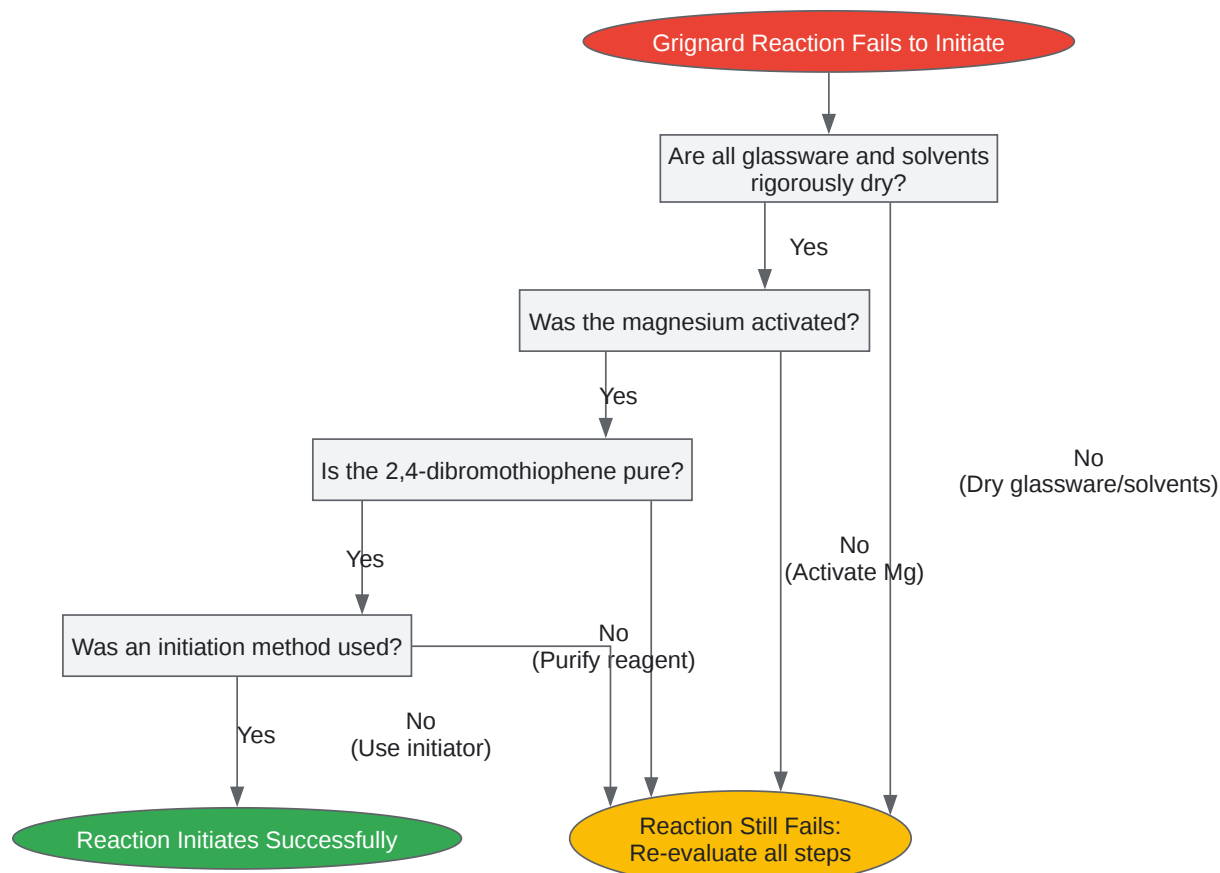 Grignard Reaction Fails to Initiate
Are all glassware and solvents
rigorously dry?
Yes
Was the magnesium activated?
Yes
Is the 2,4-dibromothiophene pure?
No
(Dry glassware/solvents)
Yes
No
(Activate Mg)
Was an initiation method used?
No
(Purify reagent)
Yes
No
(Use initiator)
Reaction Initiates Successfully
Reaction Still Fails:
Re-evaluate all steps